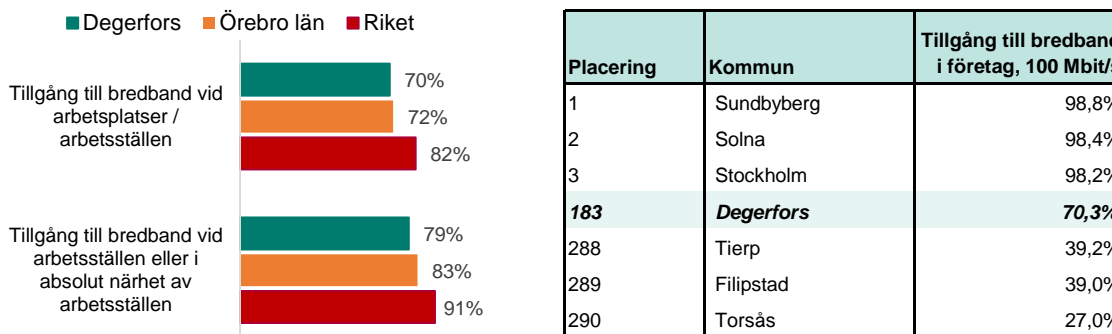 Degerfors Örebro län Riket
Tillgång till bredband vid
arbetsplatser /
arbetsställen
70%
72%
82%
Tillgång till bredband vid
arbetsställen eller i
absolut närhet av
arbetsställen
79%
83%
91%
Placering Kommun Tillgång till bredband
i företag, 100 Mbit/s
1 Sundbyberg 98,8%
2 Solna 98,4%
3 Stockholm 98,2%
183 Degerfors 70,3%
288 Tierp 39,2%
289 Filipstad 39,0%
290 Torsås 27,0%